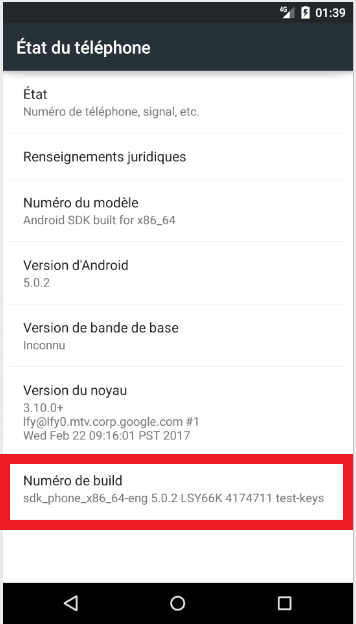 4G 01:39
État du téléphone
État
Numéro de téléphone, signal, etc.
Renseignements juridiques
Numéro du modèle
Android SDK built for x86_64
Version d'Android
5.0.2
Version de bande de base
Inconnu
Version du noyau
3.10.0+
lfy@lfy0.mtv.corp.google.com #1
Wed Feb 22 09:16:01 PST 2017
Numéro de build
sdk_phone_x86_64-eng 5.0.2 LSY66K 4174711 test-keys